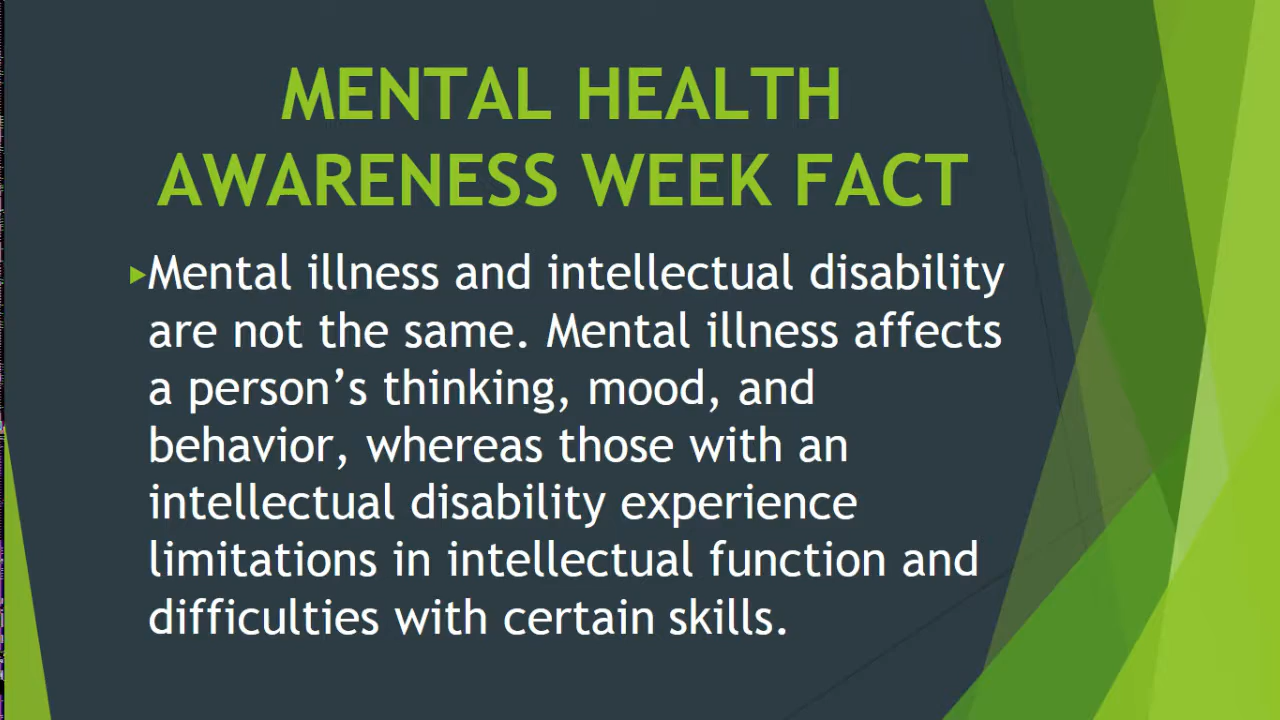 MENTAL HEALTH
AWARENESS WEEK FACT
Mental illness and intellectual disability
are not the same. Mental illness affects
a person’s thinking, mood, and
behavior, whereas those with an
intellectual disability experience
limitations in intellectual function and
difficulties with certain skills.